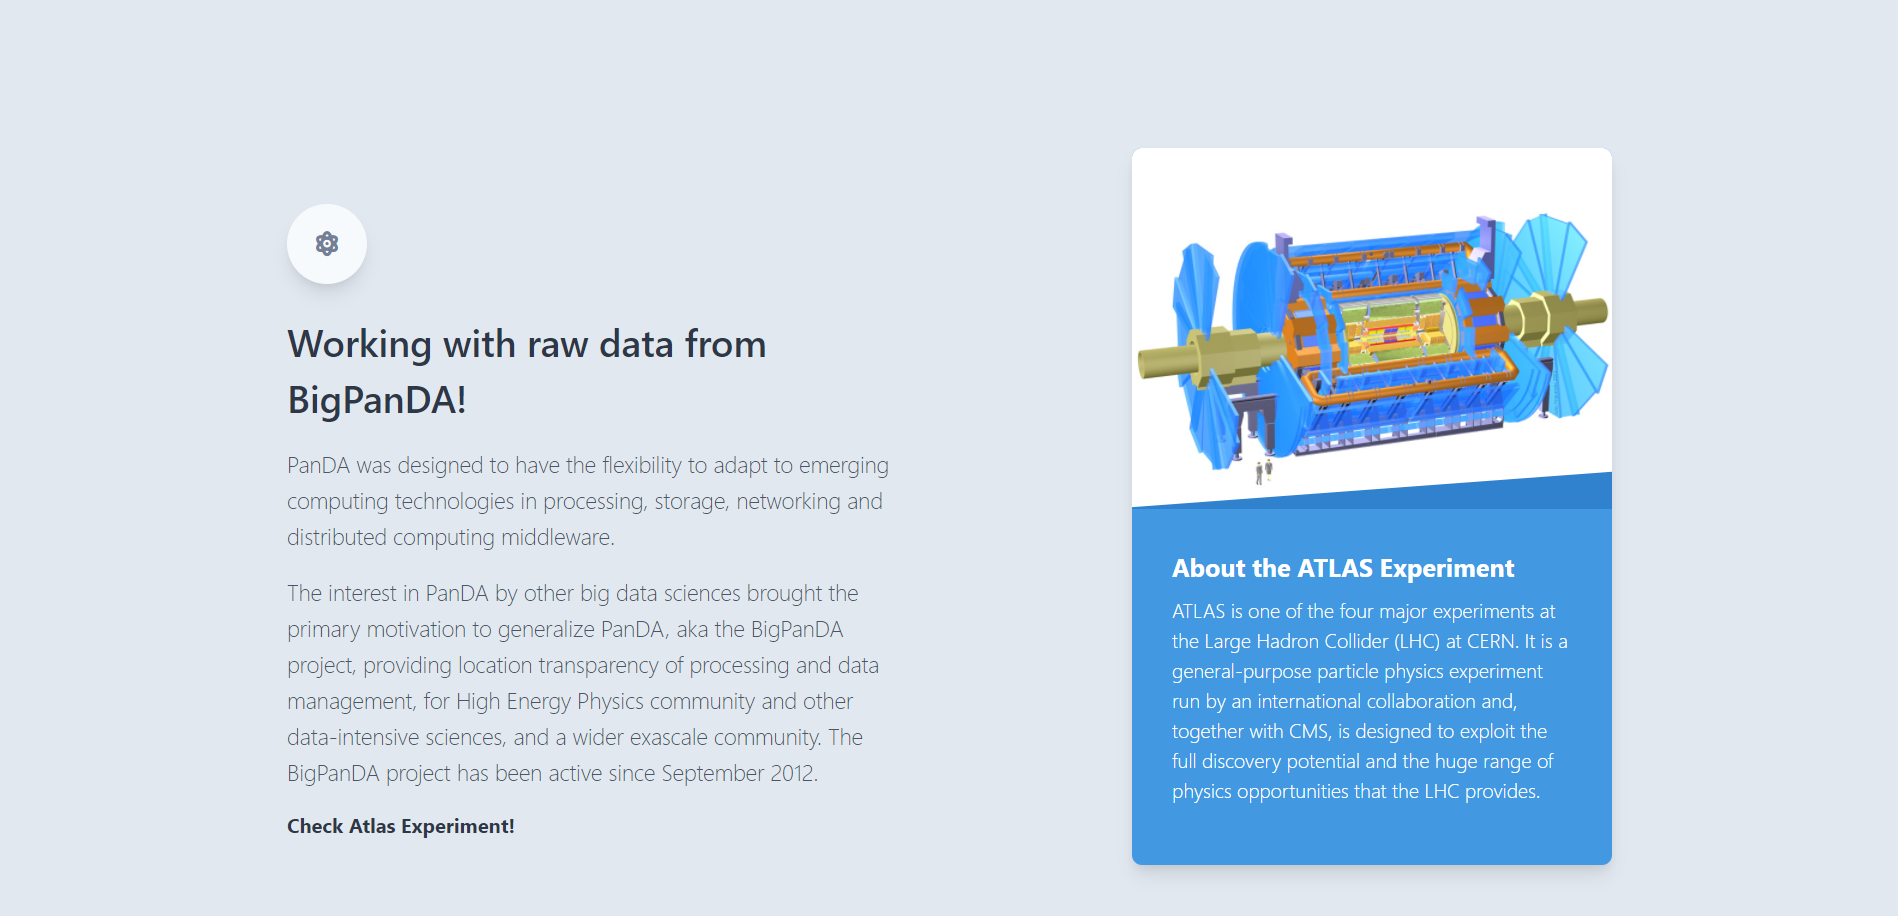 Working with raw data from
BigPanDA!
PanDA was designed to have the flexibility to adapt to emerging
computing technologies in processing, storage, networking and
distributed computing middleware.
The interest in PanDA by other big data sciences brought the
primary motivation to generalize PanDA, aka the BigPanDA
project, providing location transparency of processing and data
management, for High Energy Physics community and other
data-intensive sciences, and a wider exascale community. The
BigPanDA project has been active since September 2012.
Check Atlas Experiment!
About the ATLAS Experiment
ATLAS is one of the four major experiments at
the Large Hadron Collider (LHC) at CERN. It is a
general-purpose particle physics experiment
run by an international collaboration and,
together with CMS, is designed to exploit the
full discovery potential and the huge range of
physics opportunities that the LHC provides.